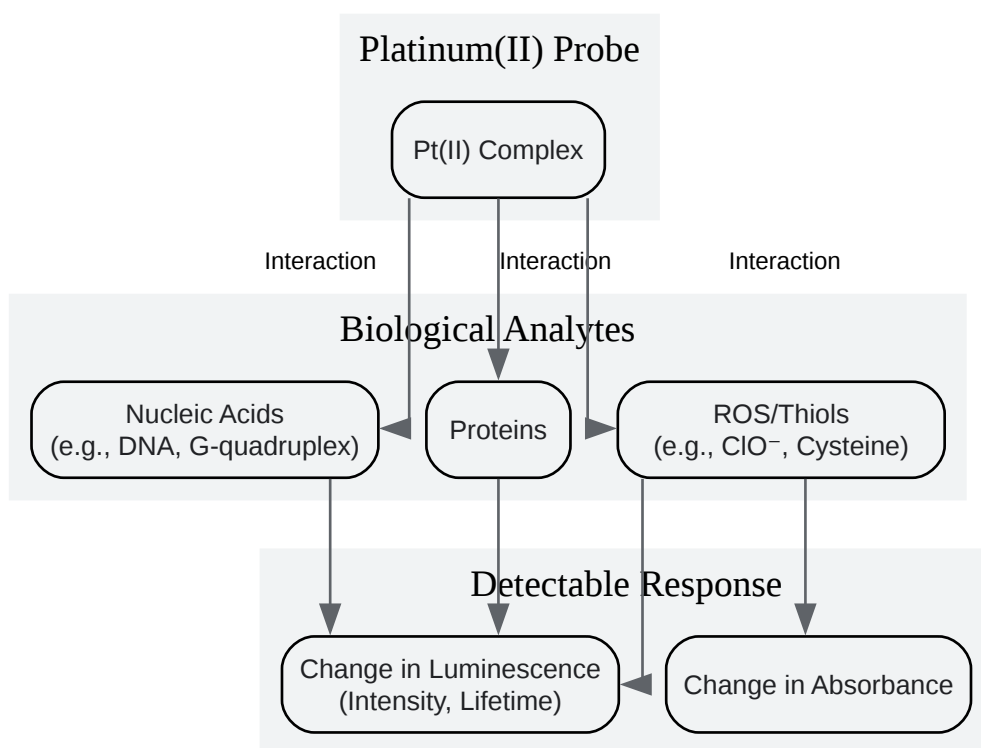 Platinum(II) Probe
Pt(II) Complex
Interaction
Interaction
Interaction
Biological Analytes
Nucleic Acids
(e.g., DNA, G-quadruplex)
Proteins
ROS/Thiols
(e.g., ClO⁻, Cysteine)
Detectable Response
Change in Luminescence
(Intensity, Lifetime)
Change in Absorbance